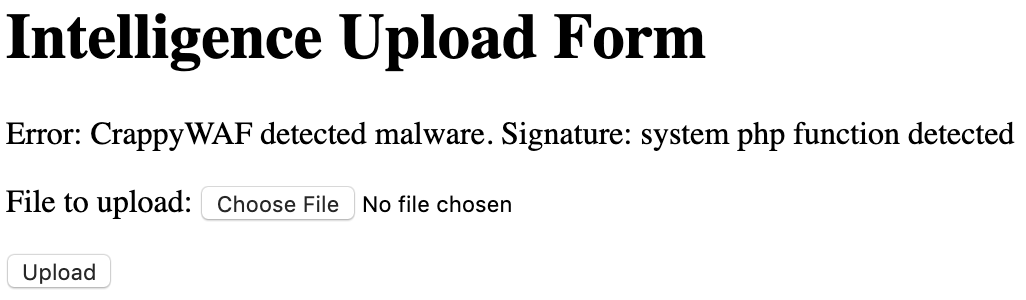 Intelligence Upload Form
Error: CrappyWAF detected malware. Signature: system php function detected
File to upload: Choose File No file chosen
Upload